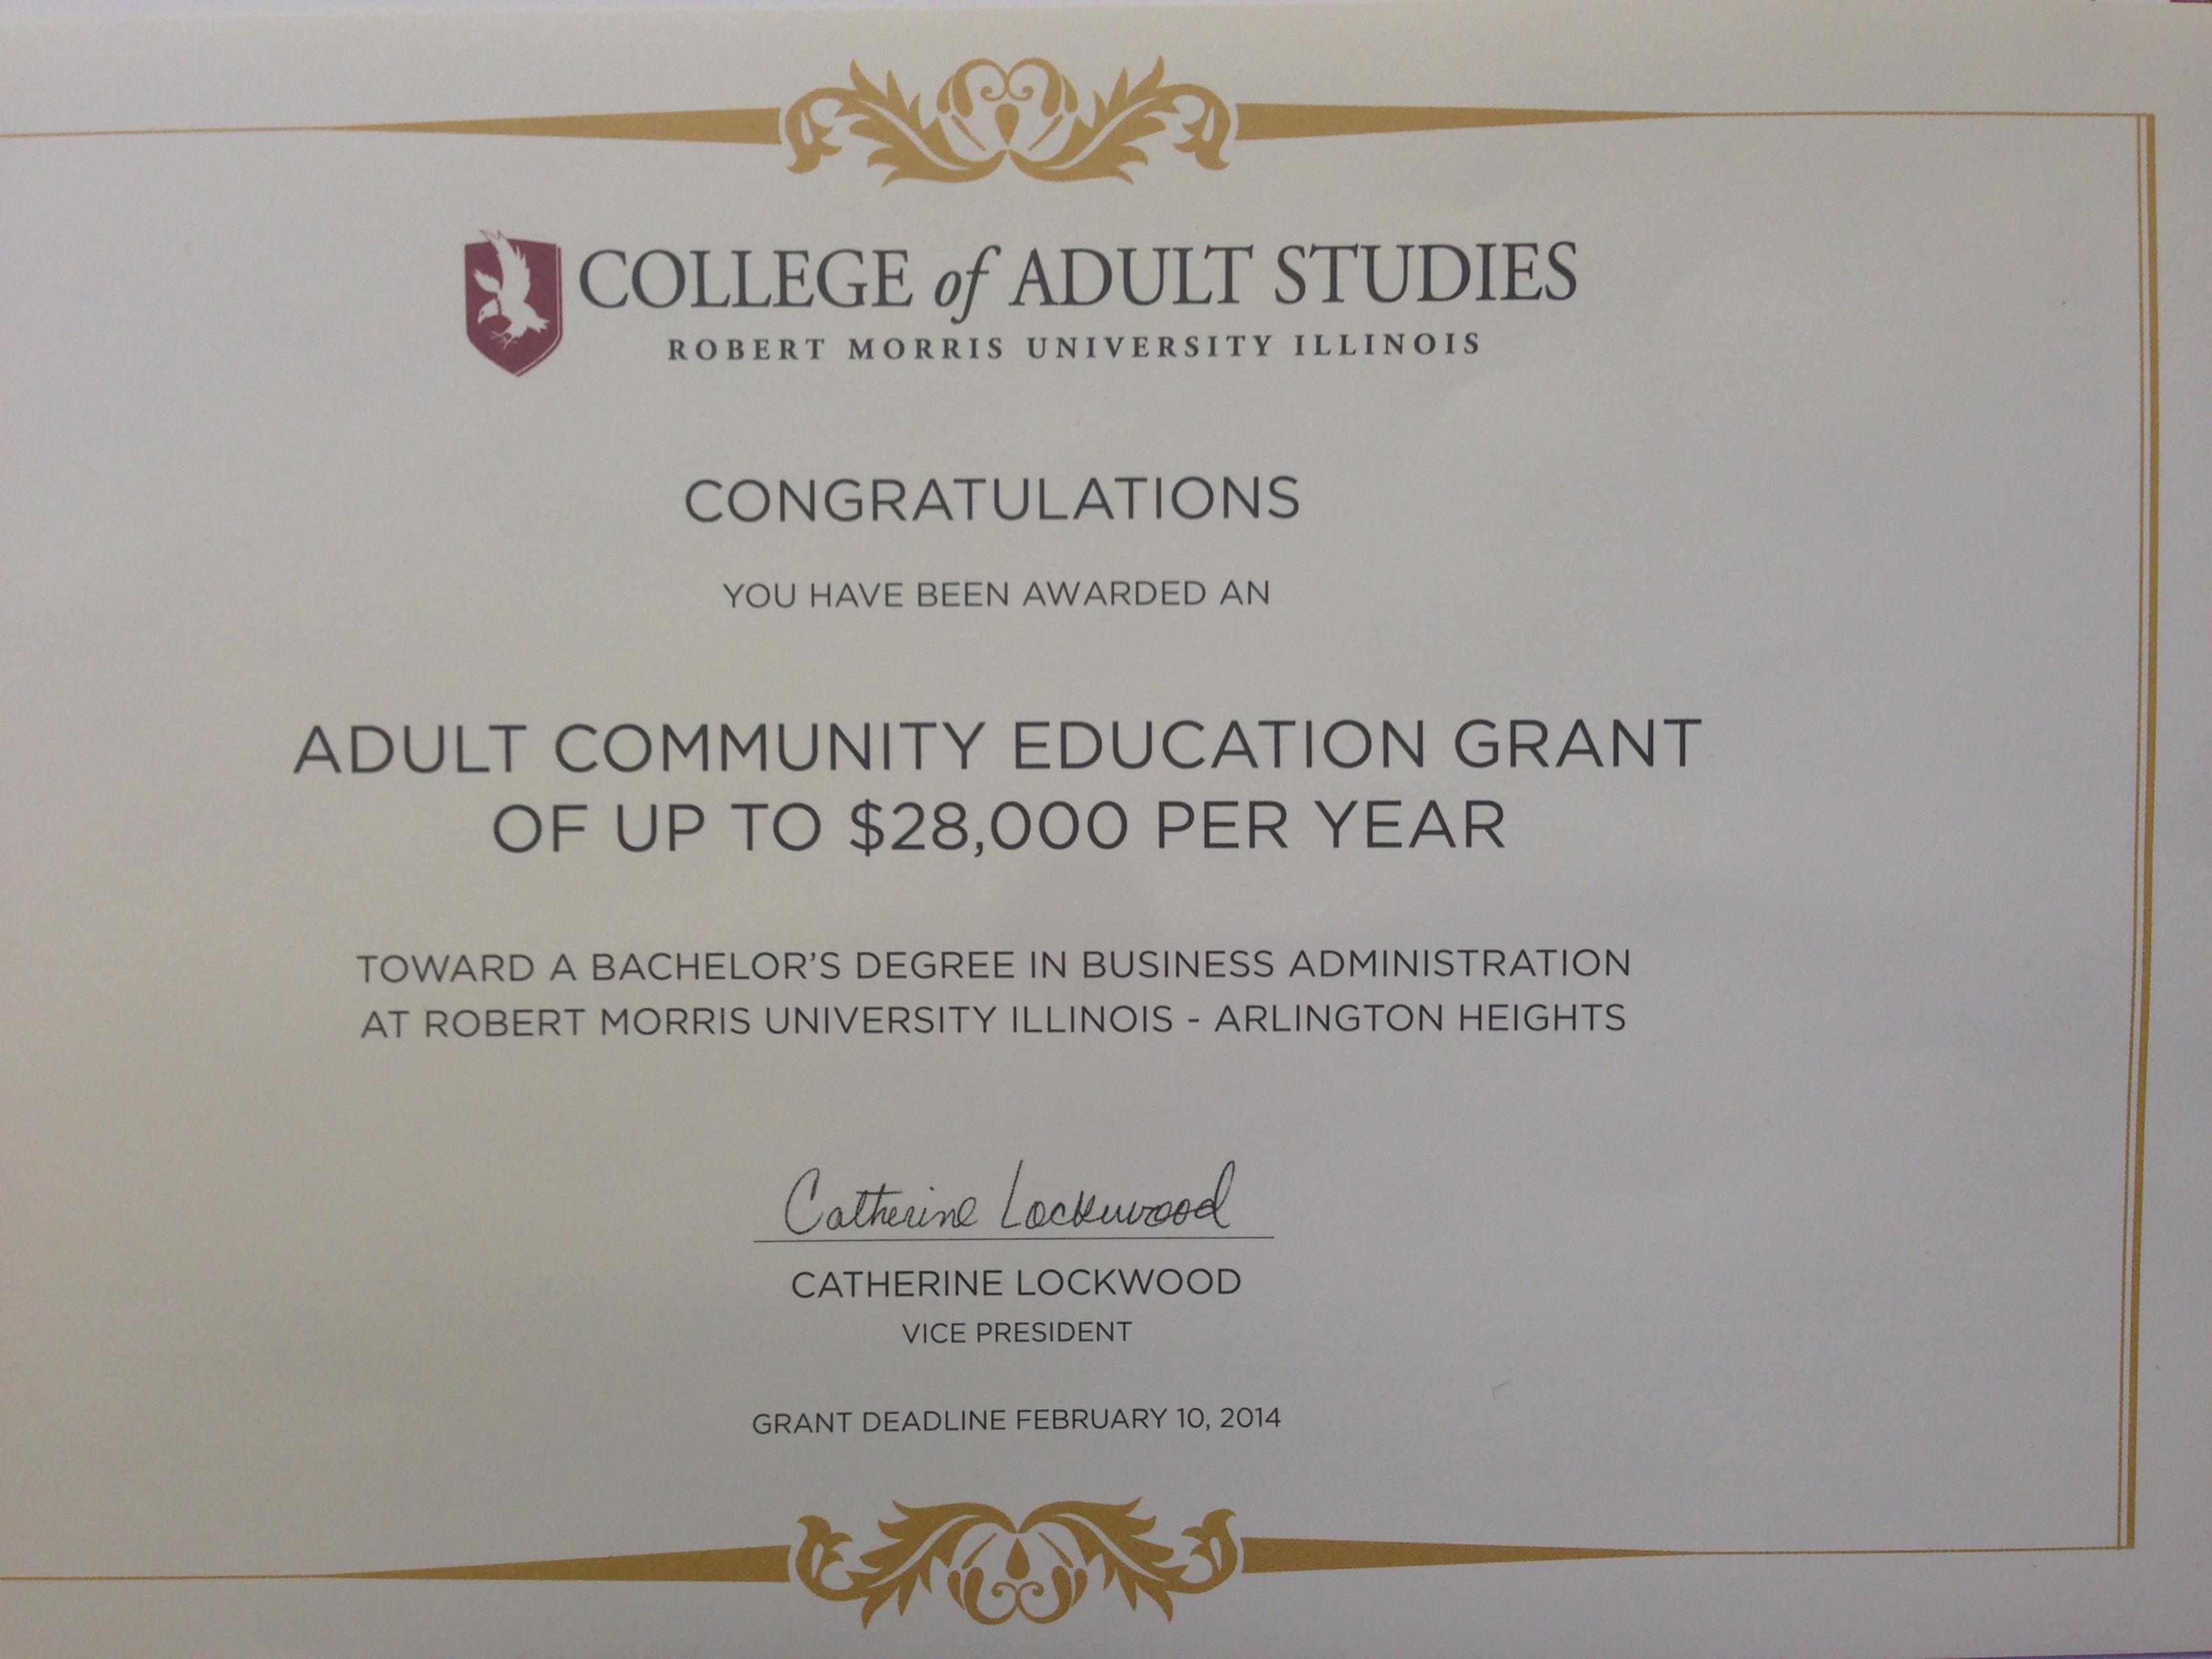 COLLEGE of ADULT STUDIES
ROBERT MORRIS UNIVERSITY ILLINOIS
CONGRATULATIONS
YOU HAVE BEEN AWARDED AN
ADULT COMMUNITY EDUCATION GRANT
OF UP TO $28,000 PER YEAR
TOWARD A BACHELOR'S DEGREE IN BUSINESS ADMINISTRATION
AT ROBERT MORRIS UNIVERSITY ILLINOIS - ARLINGTON HEIGHTS
Catherine Lockwood
CATHERINE LOCKWOOD
VICE PRESIDENT
GRANT DEADLINE FEBRUARY 10, 2014